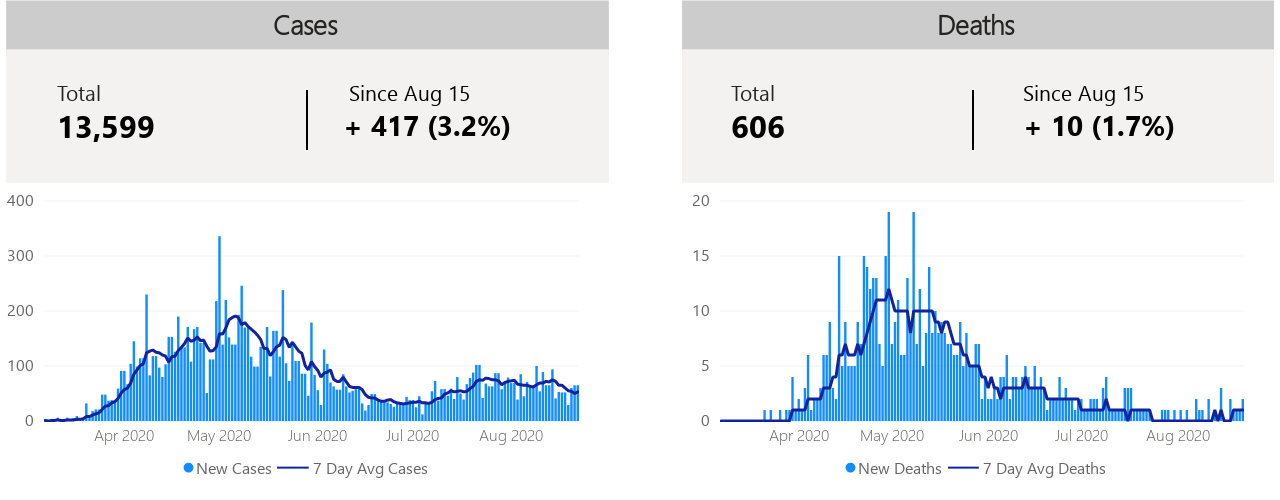 Cases
Total
13,599
Since Aug 15
+ 417 (3.2%)
400
300
200
100
0
Apr 2020 May 2020 Jun 2020 Jul 2020 Aug 2020
New Cases 7 Day Avg Cases
Deaths
Total
606
Since Aug 15
+ 10 (1.7%)
20
15
10
5
0
Apr 2020 May 2020 Jun 2020 Jul 2020 Aug 2020
New Deaths 7 Day Avg Deaths